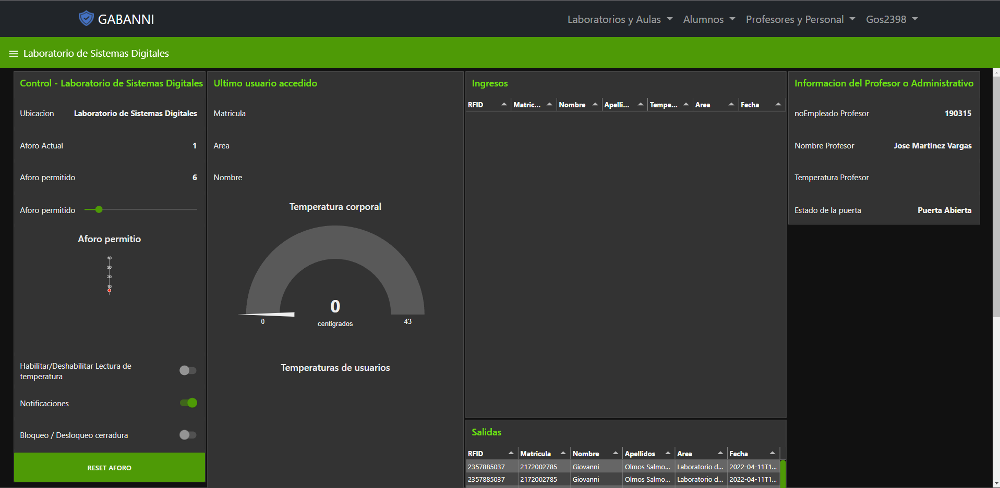 GABANNI
Laboratorios y Aulas
Alumnos
Profesores y Personal
Gos2398
Laboratorio de Sistemas Digitales
Control - Laboratorio de Sistemas Digitales
Ubicacion Laboratorio de Sistemas Digitales
Aforo Actual 1
Aforo permitido 6
Aforo permitido
Aforo permitio
40
30
20
10
Habilitar/Deshabilitar Lectura de
temperatura
Notificaciones
Bloqueo / Desloqueo cerradura
RESET AFORO
Ultimo usuario accedido
Matricula
Area
Nombre
Temperatura corporal
0
centigrados
0 43
Temperaturas de usuarios
Ingresos
RFID Matric... Nombre Apelli... Tempe... Area Fecha
Salidas
RFID Matricula Nombre Apellidos Area Fecha
2357885037 2172002785 Giovanni Olmos Salmo... Laboratorio d... 2022-04-11T1...
2357885037 2172002785 Giovanni Olmos Salmo... Laboratorio d... 2022-04-11T1...
Informacion del Profesor o Administrativo
noEmpleado Profesor 190315
Nombre Profesor Jose Martinez Vargas
Temperatura Profesor
Estado de la puerta Puerta Abierta